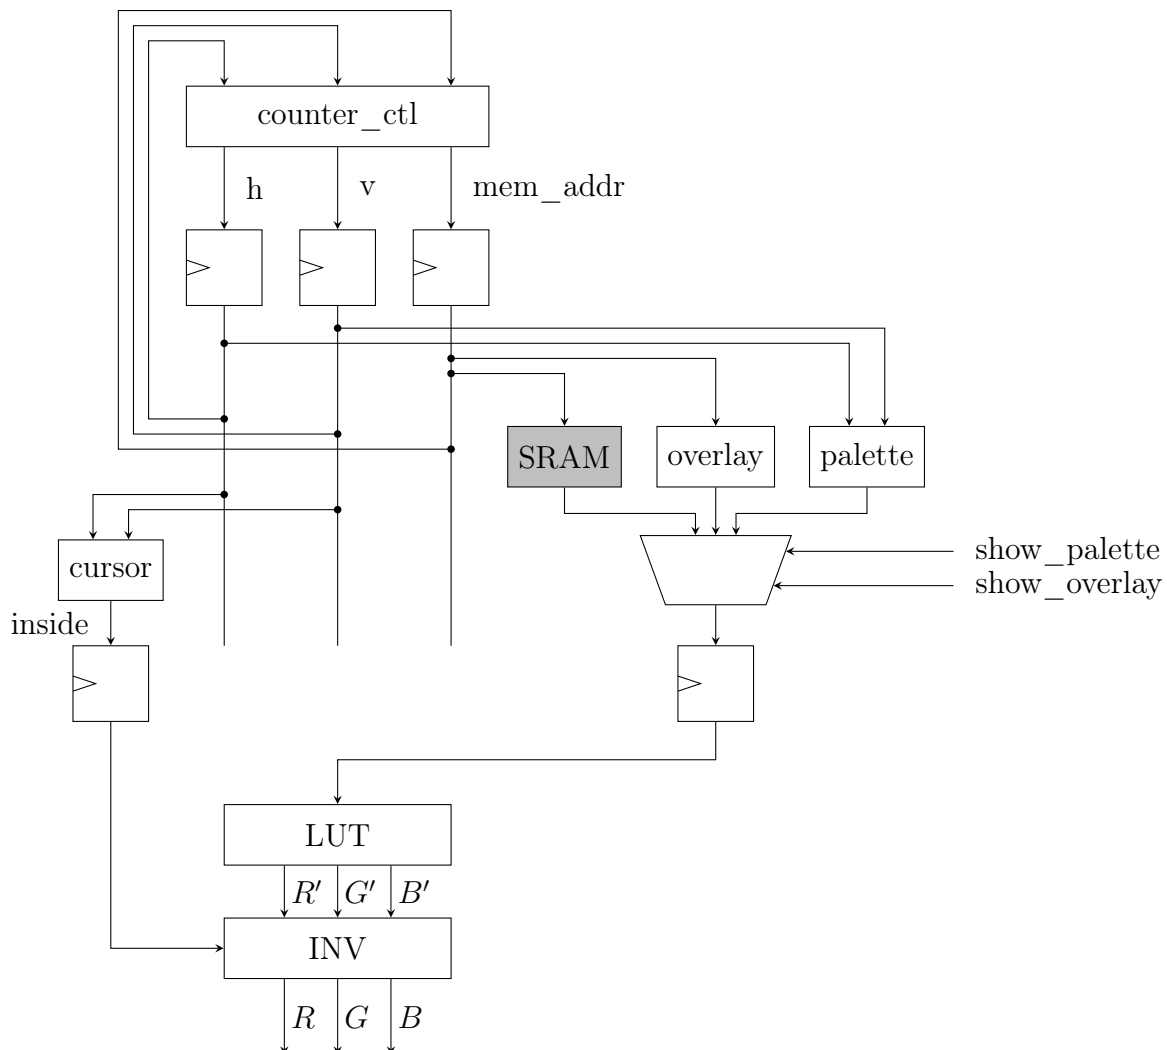 counter_ctl
h
v
mem_addr
SRAM
overlay
palette
show_palette
show_overlay
cursor
inside
LUT
R′
G′
B′
INV
R
G
B